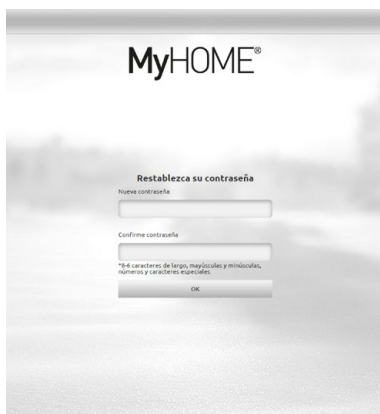 MyHOME®
Restablezca su contraseña
Nueva contraseña
Confirme contraseña
*8-6 caracteres de largo, mayúsculas y minúsculas,
números y caracteres especiales.
OK